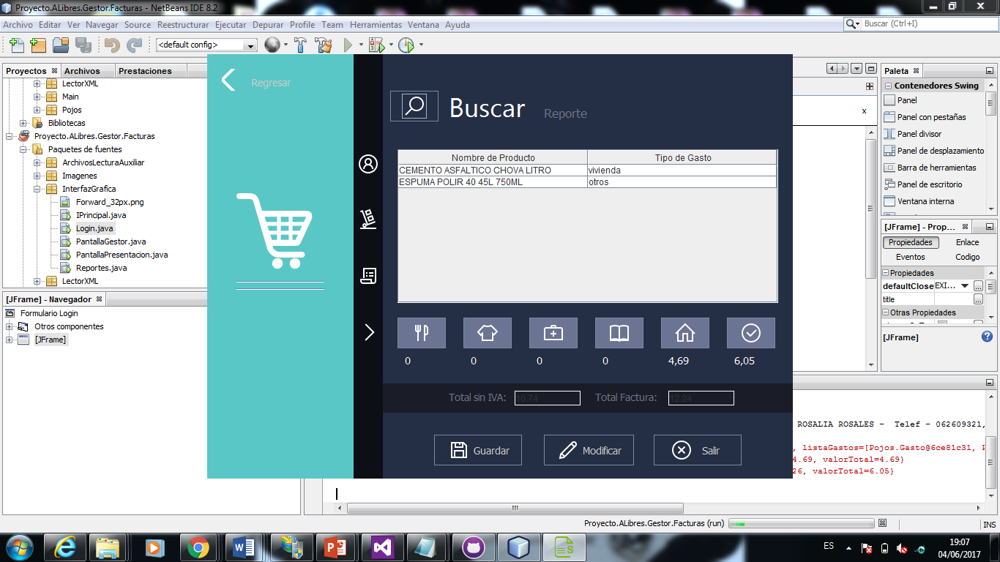 Proyecto.ALibres.Gestor.Facturas - NetBeans IDE 8.2
Archivo Editar Ver Navegar Source Reestructurar Ejecutar Depurar Profile Team Herramientas Ventana Ayuda
Buscar (Ctrl+I)
<default config>
Proyectos Archivos Prestaciones
LectorXML
Main
Pojos
Bibliotecas
Proyecto.ALibres.Gestor.Facturas
Paquetes de fuentes
ArchivosLecturaAuxiliar
Imagenes
InterfazGrafica
Forward_32px.png
IPrincipal.java
Login.java
PantallaGestor.java
PantallaPresentacion.java
Reportes.java
LectorXML
[JFrame] - Navegador
Formulario Login
Otros componentes
[JFrame]
Regresar
Buscar Reporte
Nombre de Producto Tipo de Gasto
CEMENTO ASFALTICO CHOVA LITRO vivienda
ESPUMA POLIR 40 45L 750ML otros
0 0 0 0 4,69 6,05
Total sin IVA: 10.74 Total Factura: 12.24
Guardar Modificar Salir
x
Paleta
Contenedores Swing
Panel
Panel con pestañas
Panel divisor
Panel de desplazamiento
Barra de herramientas
Panel de escritorio
Ventana interna
[JFrame] - Prop...
Propiedades Enlace
Eventos Codigo
Propiedades
defaultClose EXI... ...
title ...
Otras Propiedades
[JFrame]
ROSALIA ROSALES - Telef - 062609321,
, listaGastos=[Pojos.Gasto@6ce81c31, P
4.69, valorTotal=4.69}
26, valorTotal=6.05}
Proyecto.ALibres.Gestor.Facturas (run)
INS
ES
19:07
04/06/2017